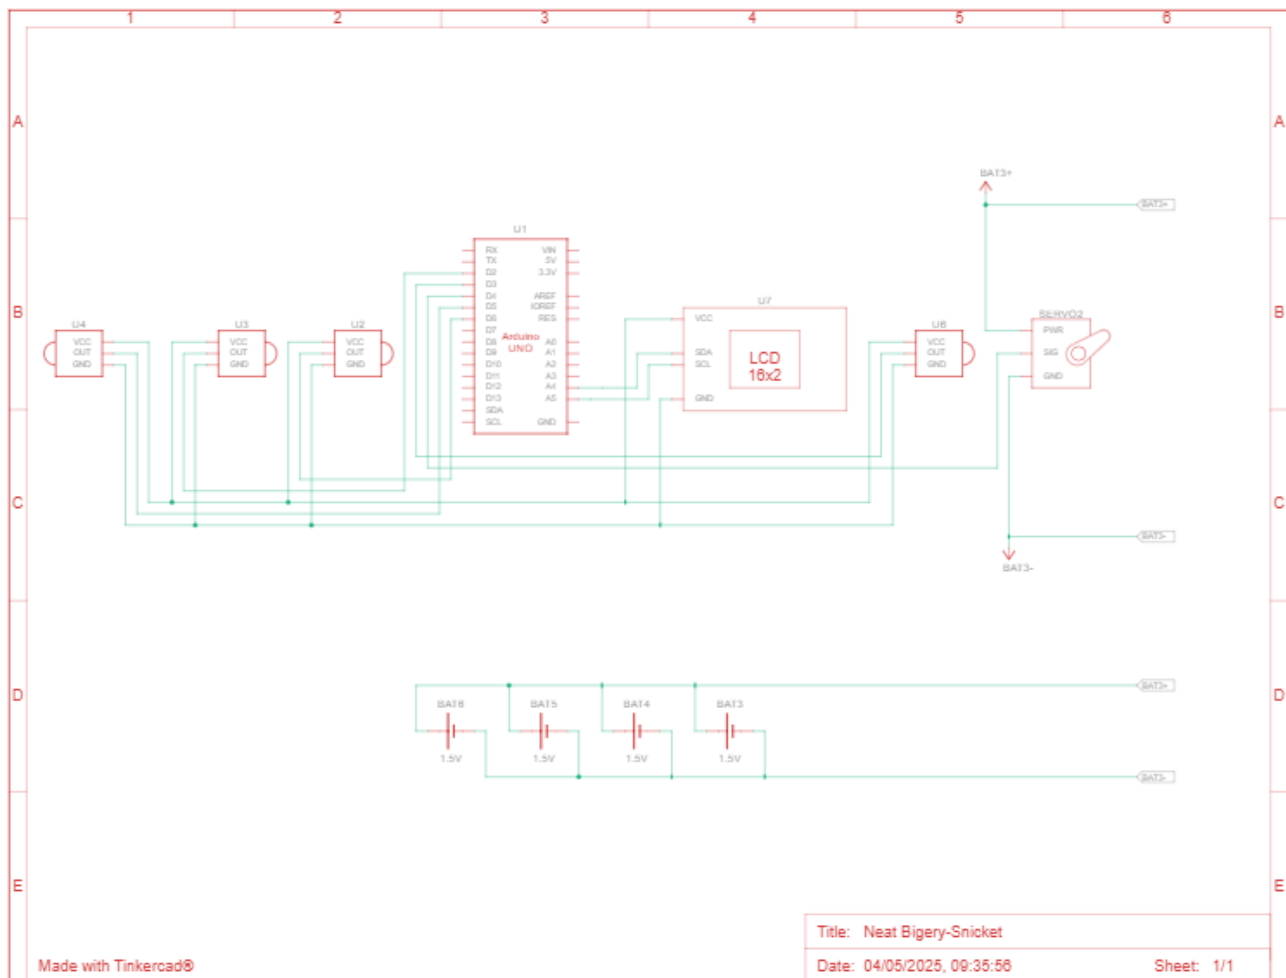 1 2 3 4 5 6
A A
BAT3+
BAT3+
U1
RX VIN
TX 5V
D2 3.3V
D3
D4 AREF
D5 IOREF
D6 RES
D7
D8 A0
D9 A1
D10 A2
D11 A3
D12 A4
D13 A5
SDA
SCL GND
Arduino
UNO
B B
U4
VCC
OUT
GND
U3
VCC
OUT
GND
U2
VCC
OUT
GND
U7
VCC
SDA
SCL
GND
LCD
16x2
U6
VCC
OUT
GND
SERVO2
PWR
SIG
GND
C C
BAT3-
BAT3-
D D
BAT3+
BAT6 BAT5 BAT4 BAT3
1.5V 1.5V 1.5V 1.5V
BAT3-
E E
Title: Neat Bigery-Snicket
Made with Tinkercad®
Date: 04/05/2025, 09:35:56 Sheet: 1/1